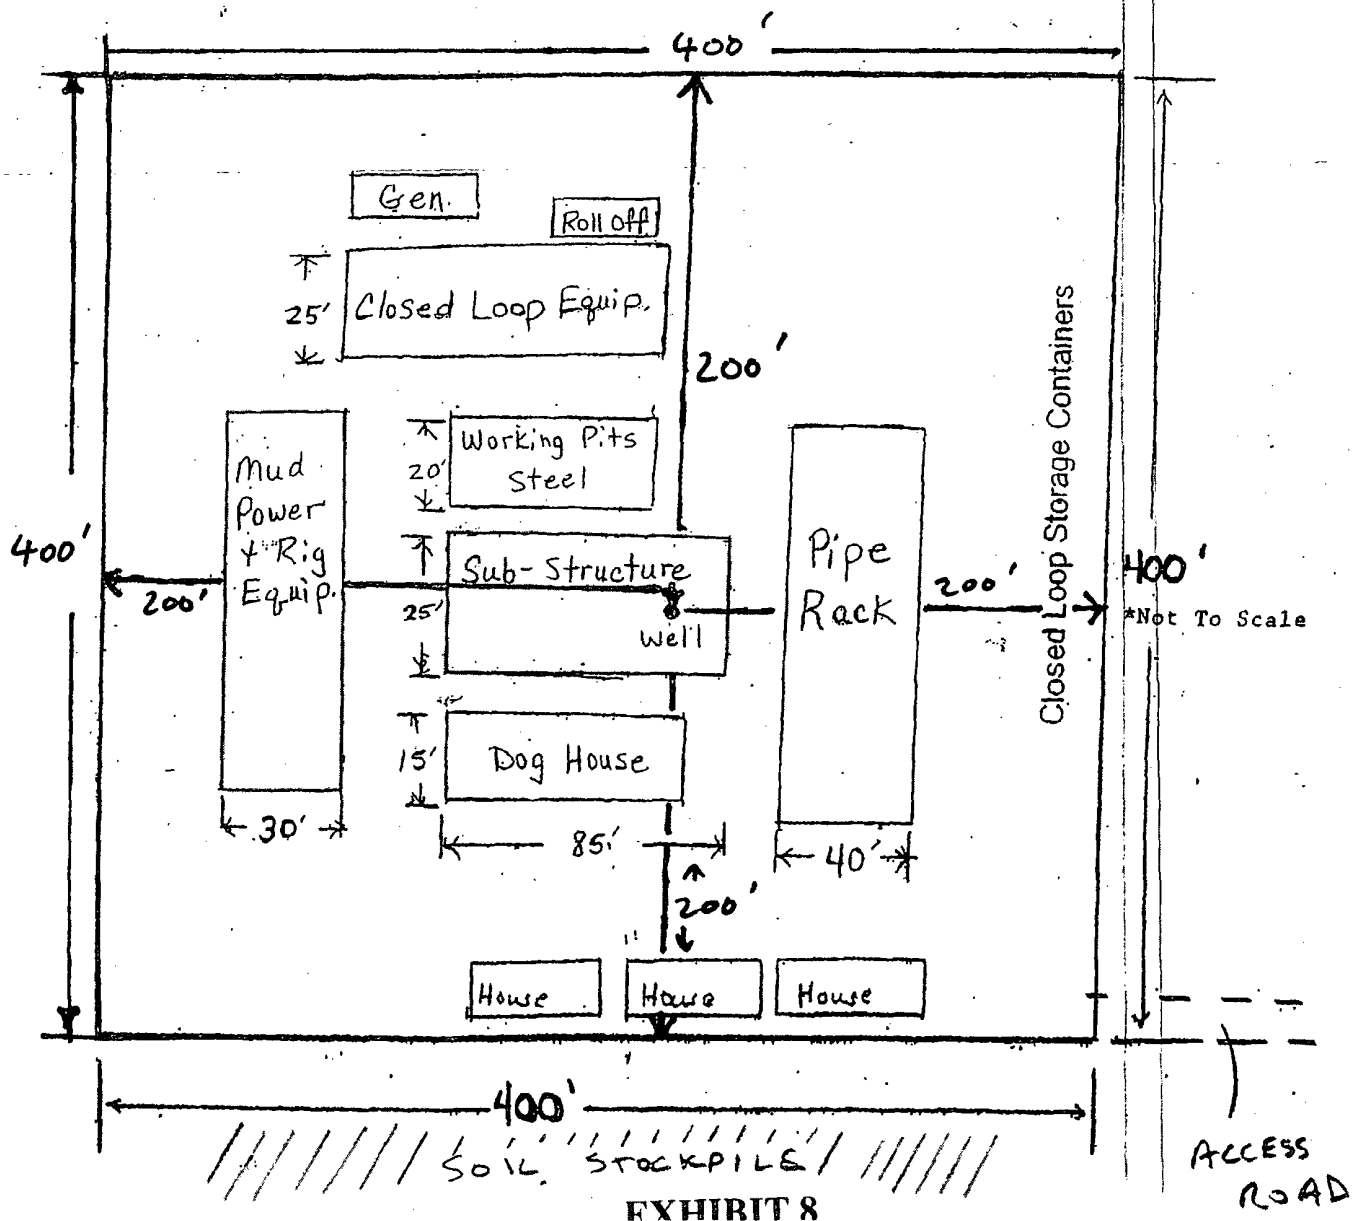 400'
Gen.
Roll Off
25'
Closed Loop Equip.
200'
Closed Loop Storage Containers
Mud
Power
+ Rig
Equip.
20'
Working Pits
Steel
Pipe
Rack
400'
200'
Sub-Structure
25'
Well
200'
400'
*Not To Scale
15'
Dog House
30'
85'
40'
200'
House
House
House
400'
SOIL STOCKPILE
ACCESS
ROAD
EXHIBIT 8